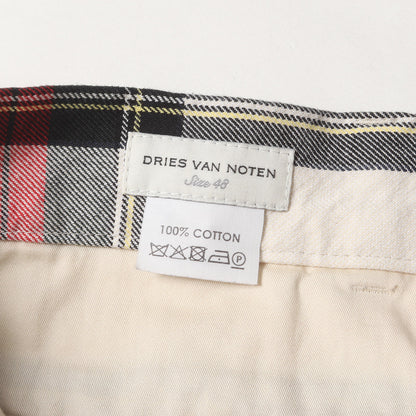 DRIES VAN NOTEN
Size 48
100% COTTON
P